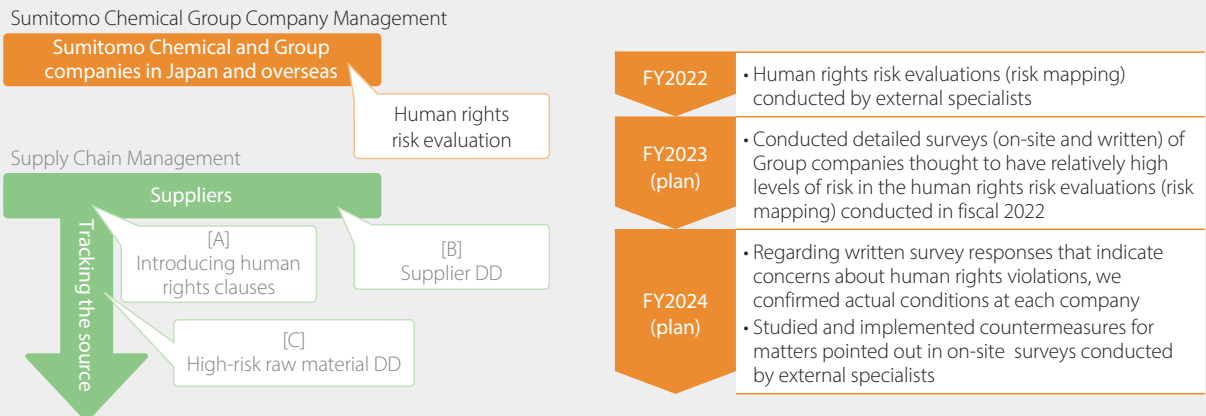 Sumitomo Chemical Group Company Management
Sumitomo Chemical and Group
companies in Japan and overseas
Human rights
risk evaluation
Supply Chain Management
Suppliers
Tracking the source
[A]
Introducing human
rights clauses
[B]
Supplier DD
[C]
High-risk raw material DD
FY2022
• Human rights risk evaluations (risk mapping)
conducted by external specialists
FY2023
(plan)
• Conducted detailed surveys (on-site and written) of
Group companies thought to have relatively high
levels of risk in the human rights risk evaluations (risk
mapping) conducted in fiscal 2022
FY2024
(plan)
• Regarding written survey responses that indicate
concerns about human rights violations, we
confirmed actual conditions at each company
• Studied and implemented countermeasures for
matters pointed out in on-site surveys conducted
by external specialists